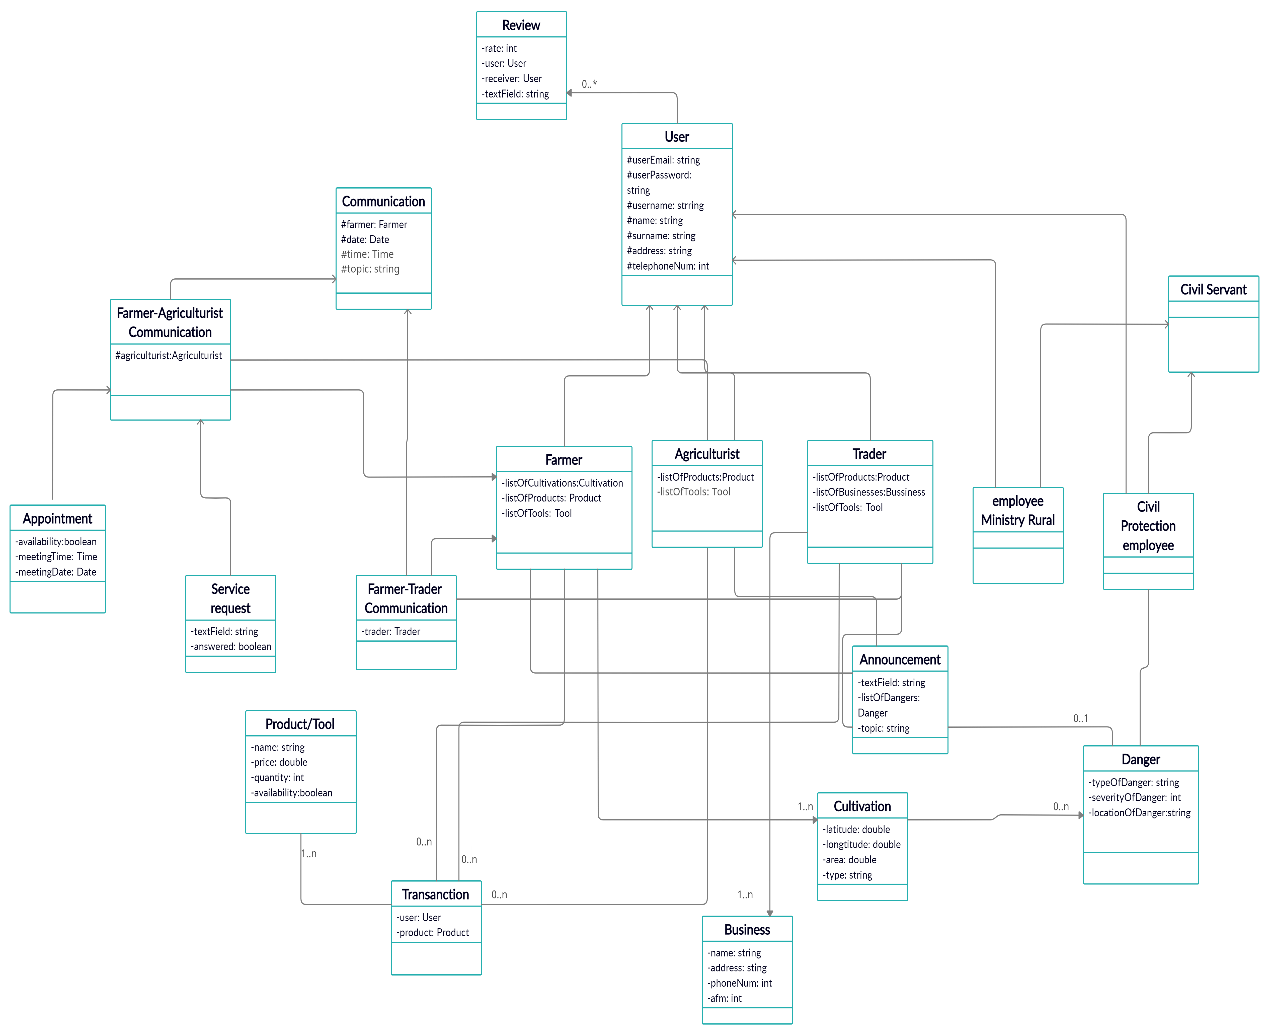 Review
-rate: int
-user: User
-receiver: User
-textField: string
0..*
User
#userEmail: string
#userPassword:
string
#username: strring
#name: string
#surname: string
#address: string
#telephoneNum: int
Communication
#farmer: Farmer
#date: Date
#time: Time
#topic: string
Civil Servant
Farmer-Agriculturist
Communication
#agriculturist:Agriculturist
Farmer
-listOfCultivations:Cultivation
-listOfProducts: Product
-listOfTools: Tool
Agriculturist
-listOfProducts:Product
-listOfTools: Tool
Trader
-listOfProducts:Product
-listOfBusinesses:Bussiness
-listOfTools: Tool
employee
Ministry Rural
Civil
Protection
employee
Appointment
-availability:boolean
-meetingTime: Time
-meetingDate: Date
Service
request
-textField: string
-answered: boolean
Farmer-Trader
Communication
-trader: Trader
Announcement
-textField: string
-listOfDangers:
Danger
-topic: string
0..1
Product/Tool
-name: string
-price: double
-quantity: int
-availability:boolean
Danger
-typeOfDanger: string
-severityOfDanger: int
-locationOfDanger:string
1..n
Cultivation
-latitude: double
-longtitude: double
-area: double
-type: string
0..n
1..n
0..n
0..n
0..n
1..n
Transanction
-user: User
-product: Product
Business
-name: string
-address: sting
-phoneNum: int
-afm: int